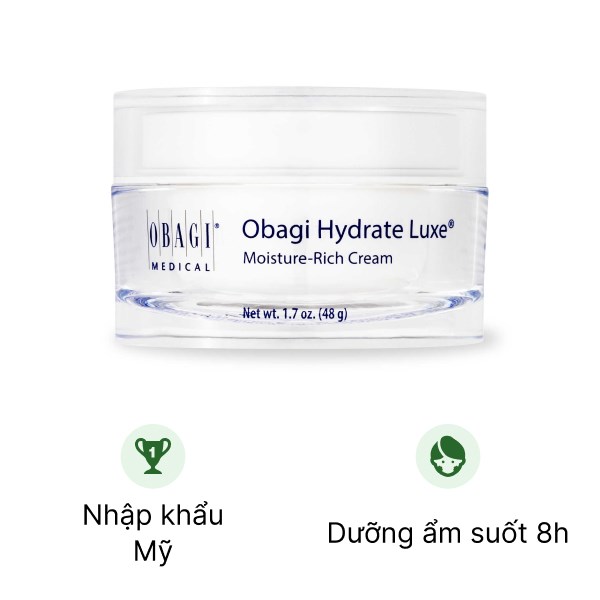 OBAGI®
MEDICAL
Obagi Hydrate Luxe®
Moisture-Rich Cream
Net wt. 1.7 oz. (48 g)
1
Nhập khẩu
Mỹ
Dưỡng ẩm suốt 8h